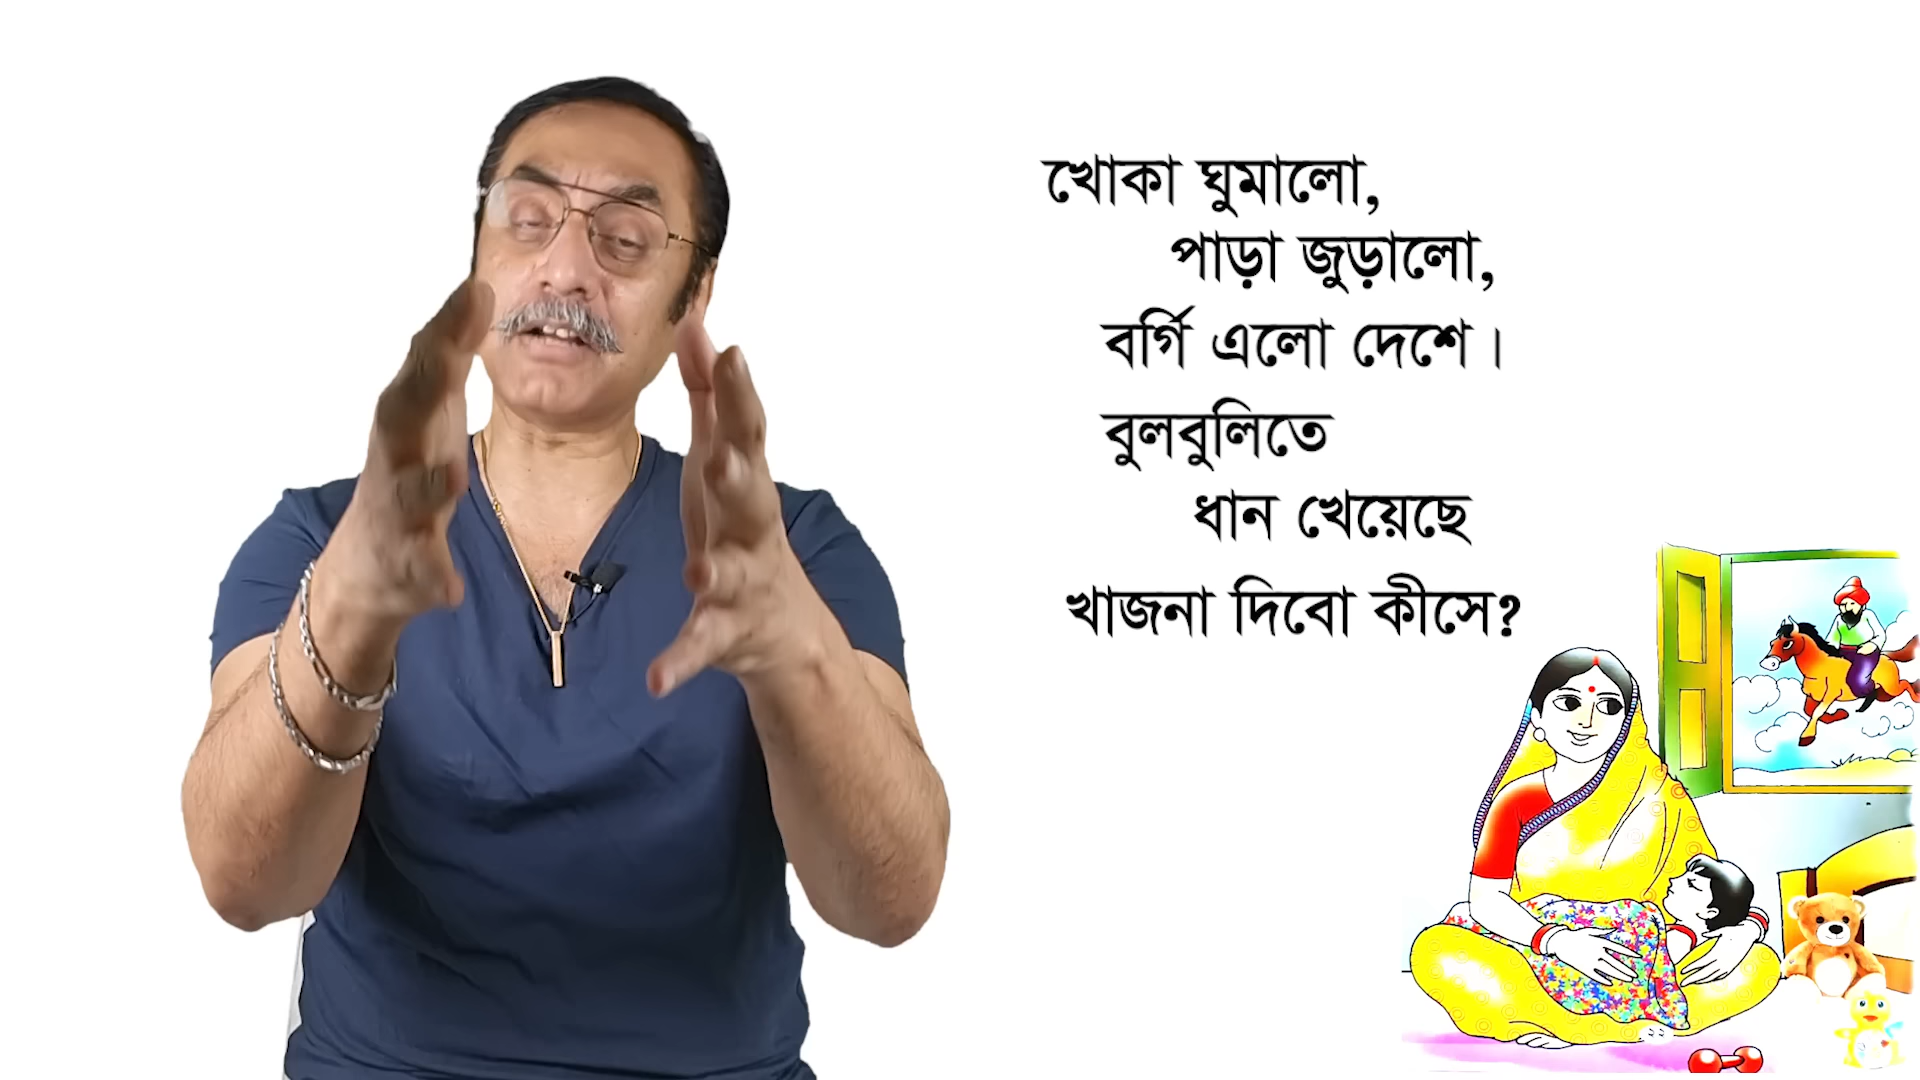 খোকা ঘুমালো,
পাড়া জুড়ালো,
বর্গি এলো দেশে।
বুলবুলিতে
ধান খেয়েছে
খাজনা দিবো কীসে?